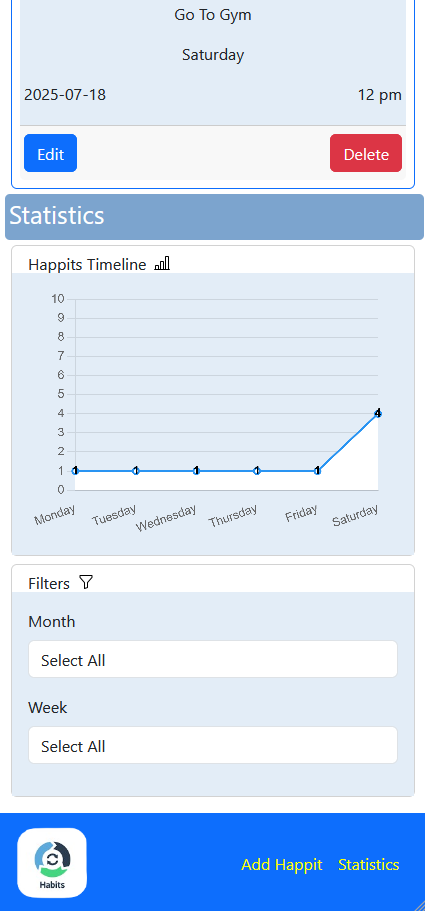 Go To Gym
Saturday
2025-07-18 12 pm
Edit Delete
Statistics
Happits Timeline
10
9
8
7
6
5
4
3
2
1
0
1 1 1 1 1 4
Monday Tuesday Wednesday Thursday Friday Saturday
Filters
Month
Select All
Week
Select All
Habits
Add Happit Statistics